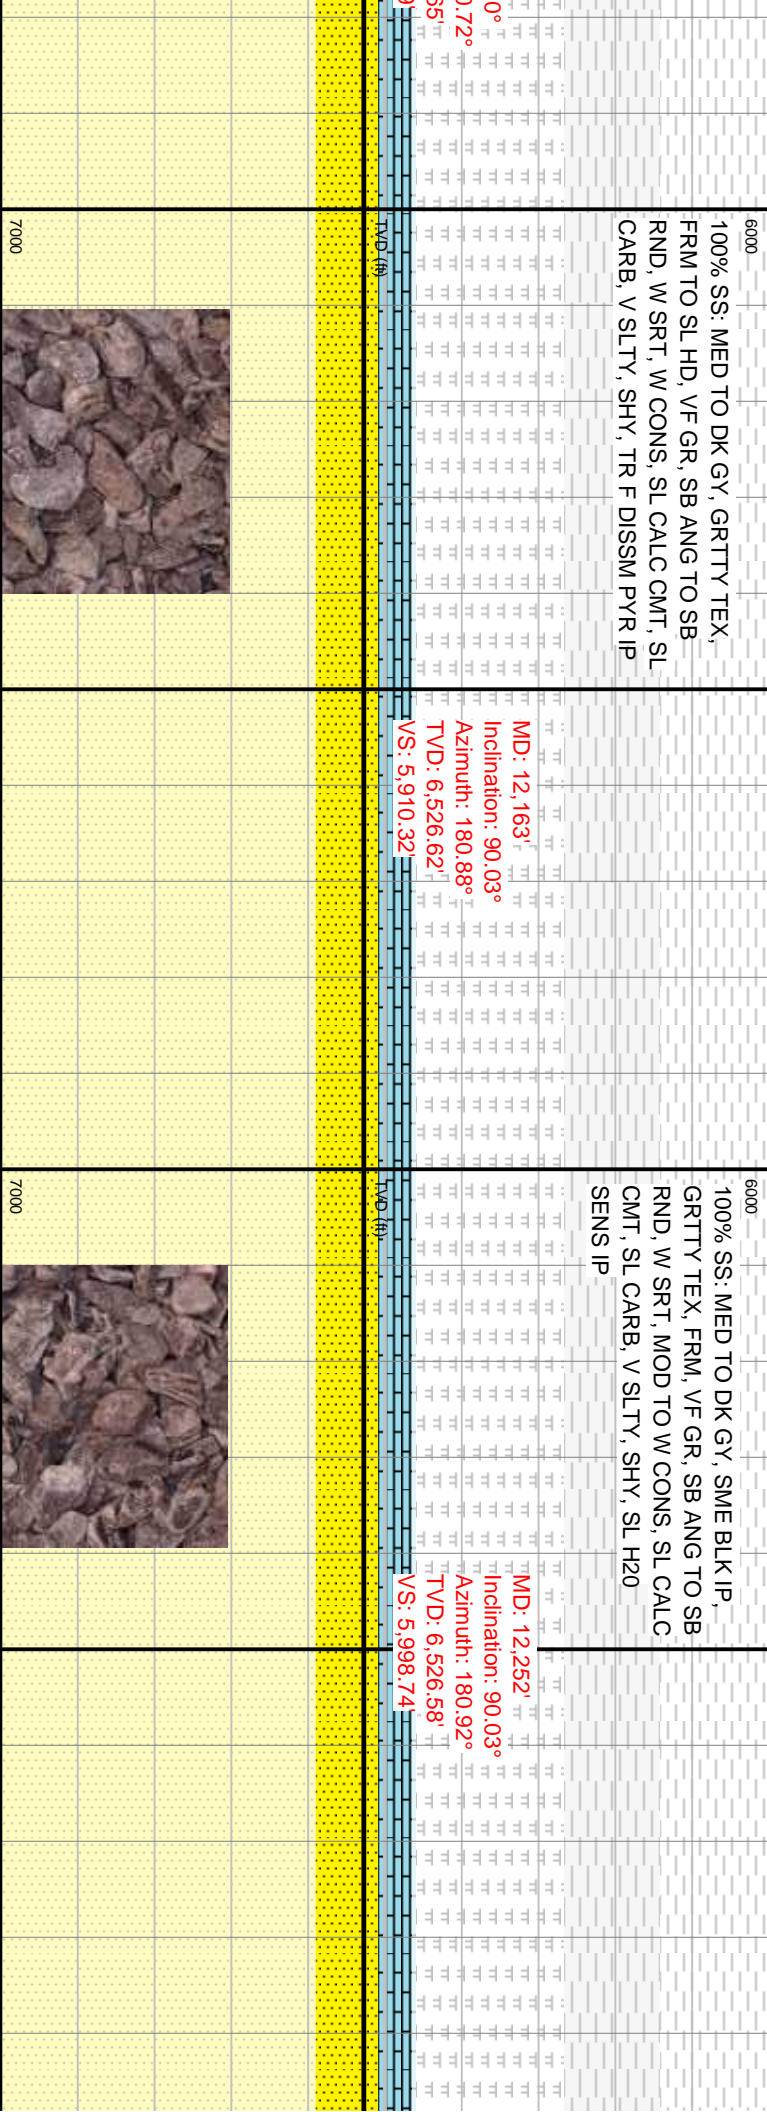 0°
0.72°
65'
9'
6000
100% SS: MED TO DK GY, GRTTY TEX,
FRM TO SL HD, VF GR, SB ANG TO SB
RND, W SRT, W CONS, SL CALC CMT, SL
CARB, V SLTY, SHY, TR F DISSM PYR IP
TVD (ft)
7000
MD: 12,163'
Inclination: 90.03°
Azimuth: 180.88°
TVD: 6,526.62'
VS: 5,910.32'
6000
100% SS: MED TO DK GY, SME BLK IP,
GRTTY TEX, FRM, VF GR, SB ANG TO SB
RND, W SRT, MOD TO W CONS, SL CALC
CMT, SL CARB, V SLTY, SHY, SL H20
SENS IP
TVD (ft)
7000
MD: 12,252'
Inclination: 90.03°
Azimuth: 180.92°
TVD: 6,526.58'
VS: 5,998.74'